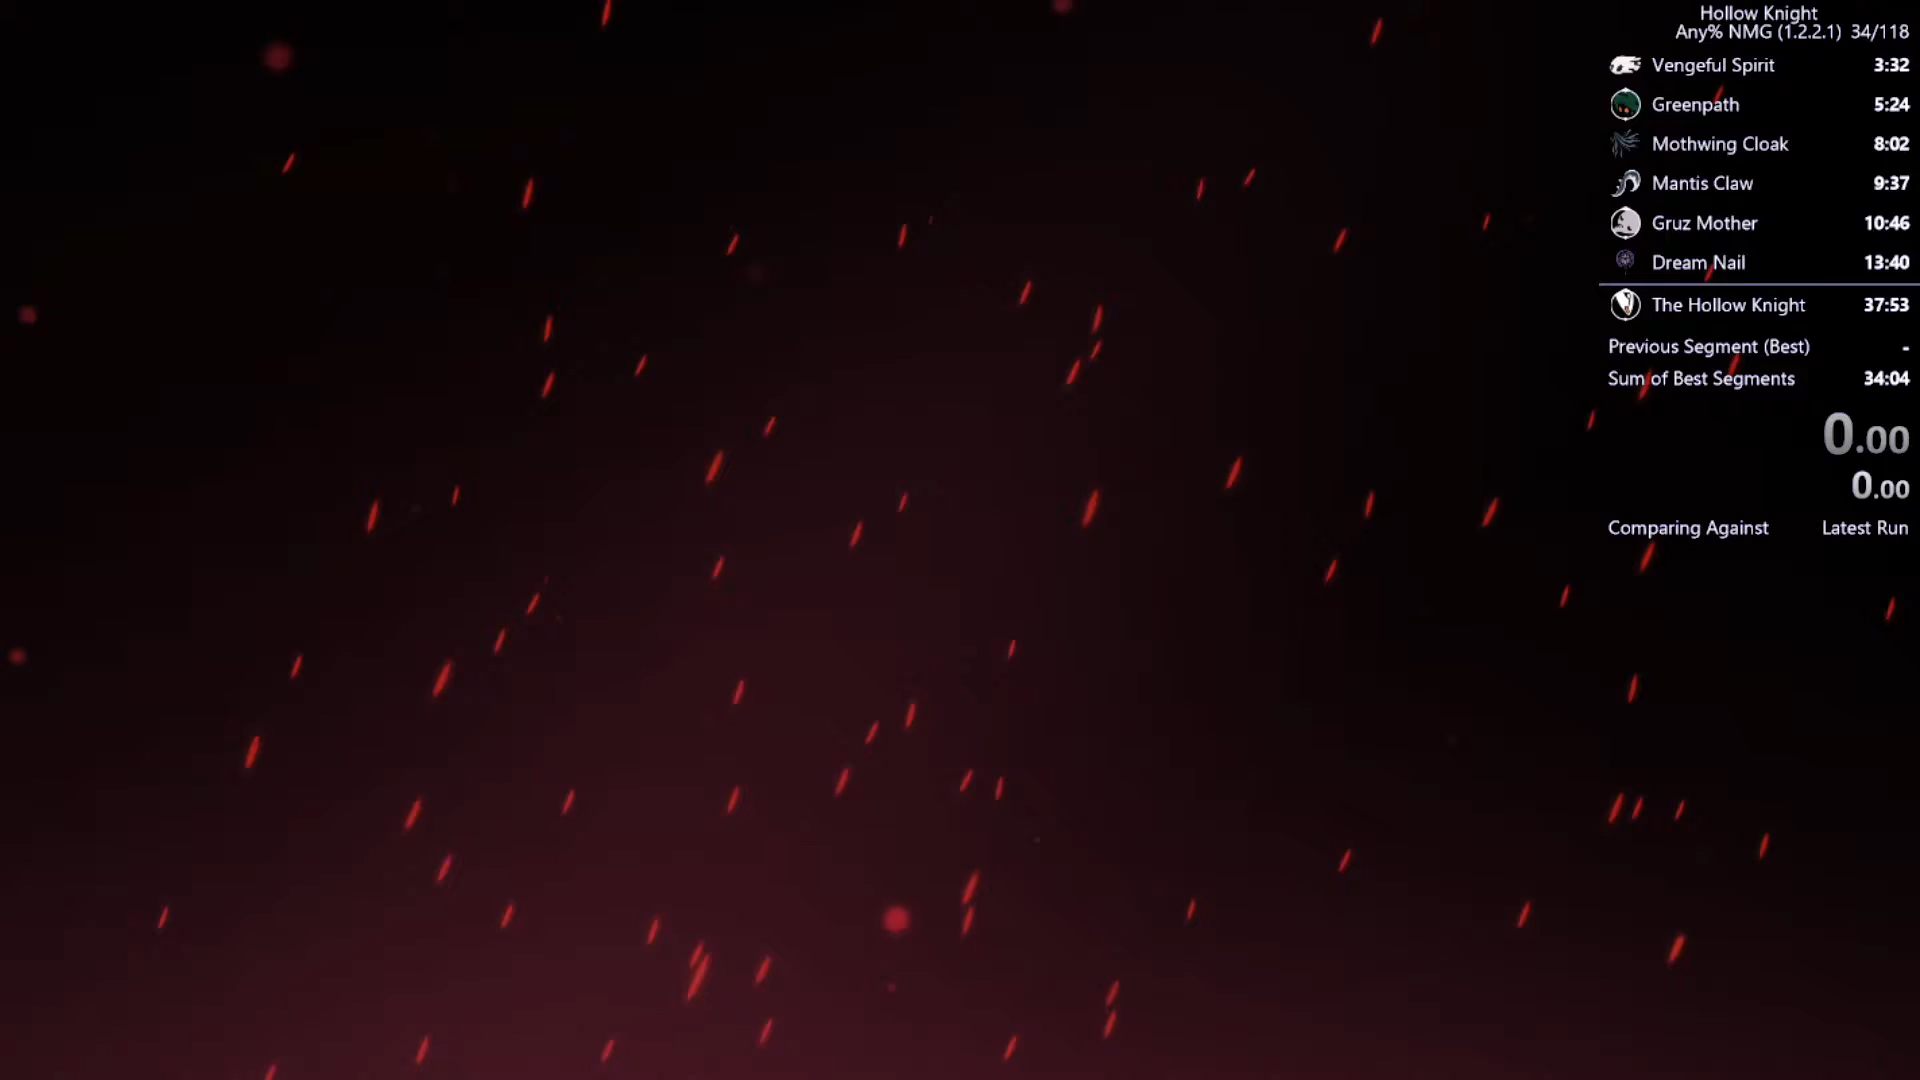 Hollow Knight
Any% NMG (1.2.2.1) 34/118
Vengeful Spirit 3:32
Greenpath 5:24
Mothwing Cloak 8:02
Mantis Claw 9:37
Gruz Mother 10:46
Dream Nail 13:40
The Hollow Knight 37:53
Previous Segment (Best) -
Sum of Best Segments 34:04
0.00
0.00
Comparing Against Latest Run